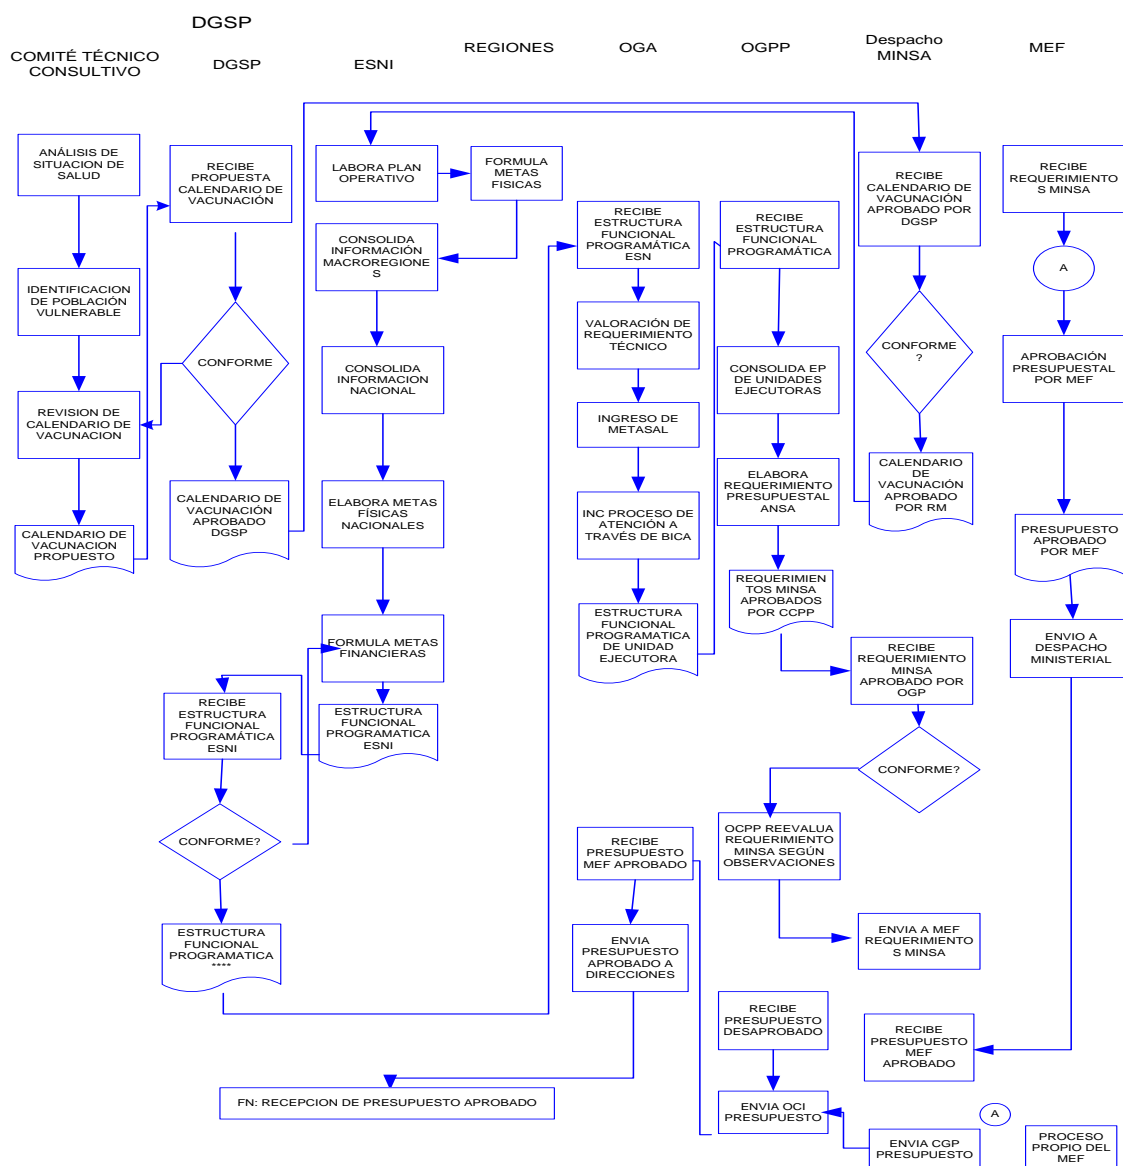 DGSP
COMITÉ TÉCNICO
CONSULTIVO
DGSP
ESNI
REGIONES
OGA
OGPP
Despacho
MINSA
MEF
ANÁLISIS DE
SITUACION DE
SALUD
IDENTIFICACION
DE POBLACIÓN
VULNERABLE
REVISION DE
CALENDARIO DE
VACUNACION
CALENDARIO DE
VACUNACION
PROPUESTO
RECIBE
PROPUESTA
CALENDARIO DE
VACUNACIÓN
CONFORME
CALENDARIO DE
VACUNACIÓN
APROBADO
DGSP
RECIBE
ESTRUCTURA
FUNCIONAL
PROGRAMÁTICA
ESNI
CONFORME?
ESTRUCTURA
FUNCIONAL
PROGRAMATICA
****
LABORA PLAN
OPERATIVO
CONSOLIDA
INFORMACIÓN
MACROREGIONE
S
CONSOLIDA
INFORMACION
NACIONAL
ELABORA METAS
FÍSICAS
NACIONALES
FORMULA METAS
FINANCIERAS
ESTRUCTURA
FUNCIONAL
PROGRAMATICA
ESNI
FORMULA
METAS
FISICAS
RECIBE
ESTRUCTURA
FUNCIONAL
PROGRAMÁTICA
ESN
VALORACIÓN DE
REQUERIMIENTO
TÉCNICO
INGRESO DE
METASAL
INC PROCESO DE
ATENCIÓN A
TRAVÉS DE BICA
ESTRUCTURA
FUNCIONAL
PROGRAMATICA
DE UNIDAD
EJECUTORA
RECIBE
PRESUPUESTO
MEF APROBADO
ENVIA
PRESUPUESTO
APROBADO A
DIRECCIONES
FN: RECEPCION DE PRESUPUESTO APROBADO
RECIBE
ESTRUCTURA
FUNCIONAL
PROGRAMÁTICA
CONSOLIDA EP
DE UNIDADES
EJECUTORAS
ELABORA
REQUERIMIENTO
PRESUPUESTAL
ANSA
REQUERIMIEN
TOS MINSA
APROBADOS
POR CCPP
OCPP REEVALUA
REQUERIMIENTO
MINSA SEGÚN
OBSERVACIONES
RECIBE
PRESUPUESTO
DESAPROBADO
ENVIA OCI
PRESUPUESTO
RECIBE
CALENDARIO DE
VACUNACIÓN
APROBADO POR
DGSP
CONFORME
?
CALENDARIO
DE
VACUNACIÓN
APROBADO
POR RM
RECIBE
REQUERIMIENTO
MINSA
APROBADO POR
OGP
CONFORME?
ENVIA A MEF
REQUERIMIENTO
S MINSA
RECIBE
PRESUPUESTO
MEF
APROBADO
ENVIA CGP
PRESUPUESTO
RECIBE
REQUERIMIENTO
S MINSA
A
APROBACIÓN
PRESUPUESTAL
POR MEF
PRESUPUESTO
APROBADO
POR MEF
ENVIO A
DESPACHO
MINISTERIAL
A
PROCESO
PROPIO DEL
MEF